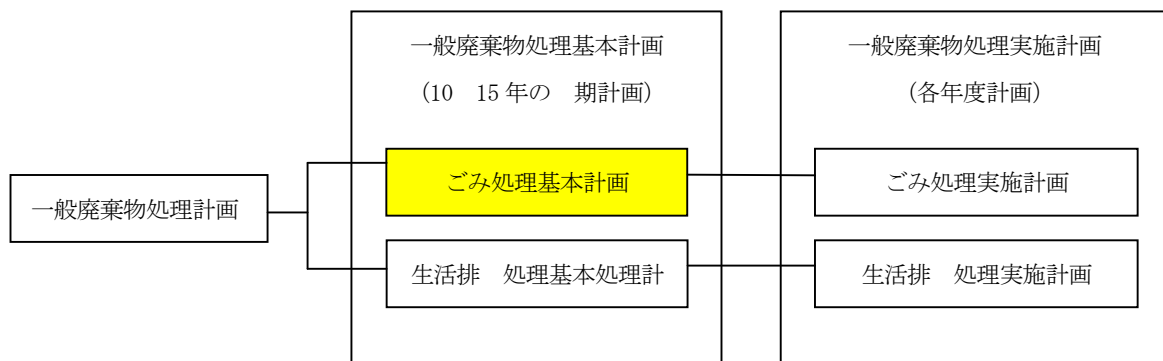 一般廃棄物処理基本計画
(10 15年の 期計画)
一般廃棄物処理実施計画
(各年度計画)
一般廃棄物処理計画
ごみ処理基本計画
ごみ処理実施計画
生活排 処理基本処理計
生活排 処理実施計画